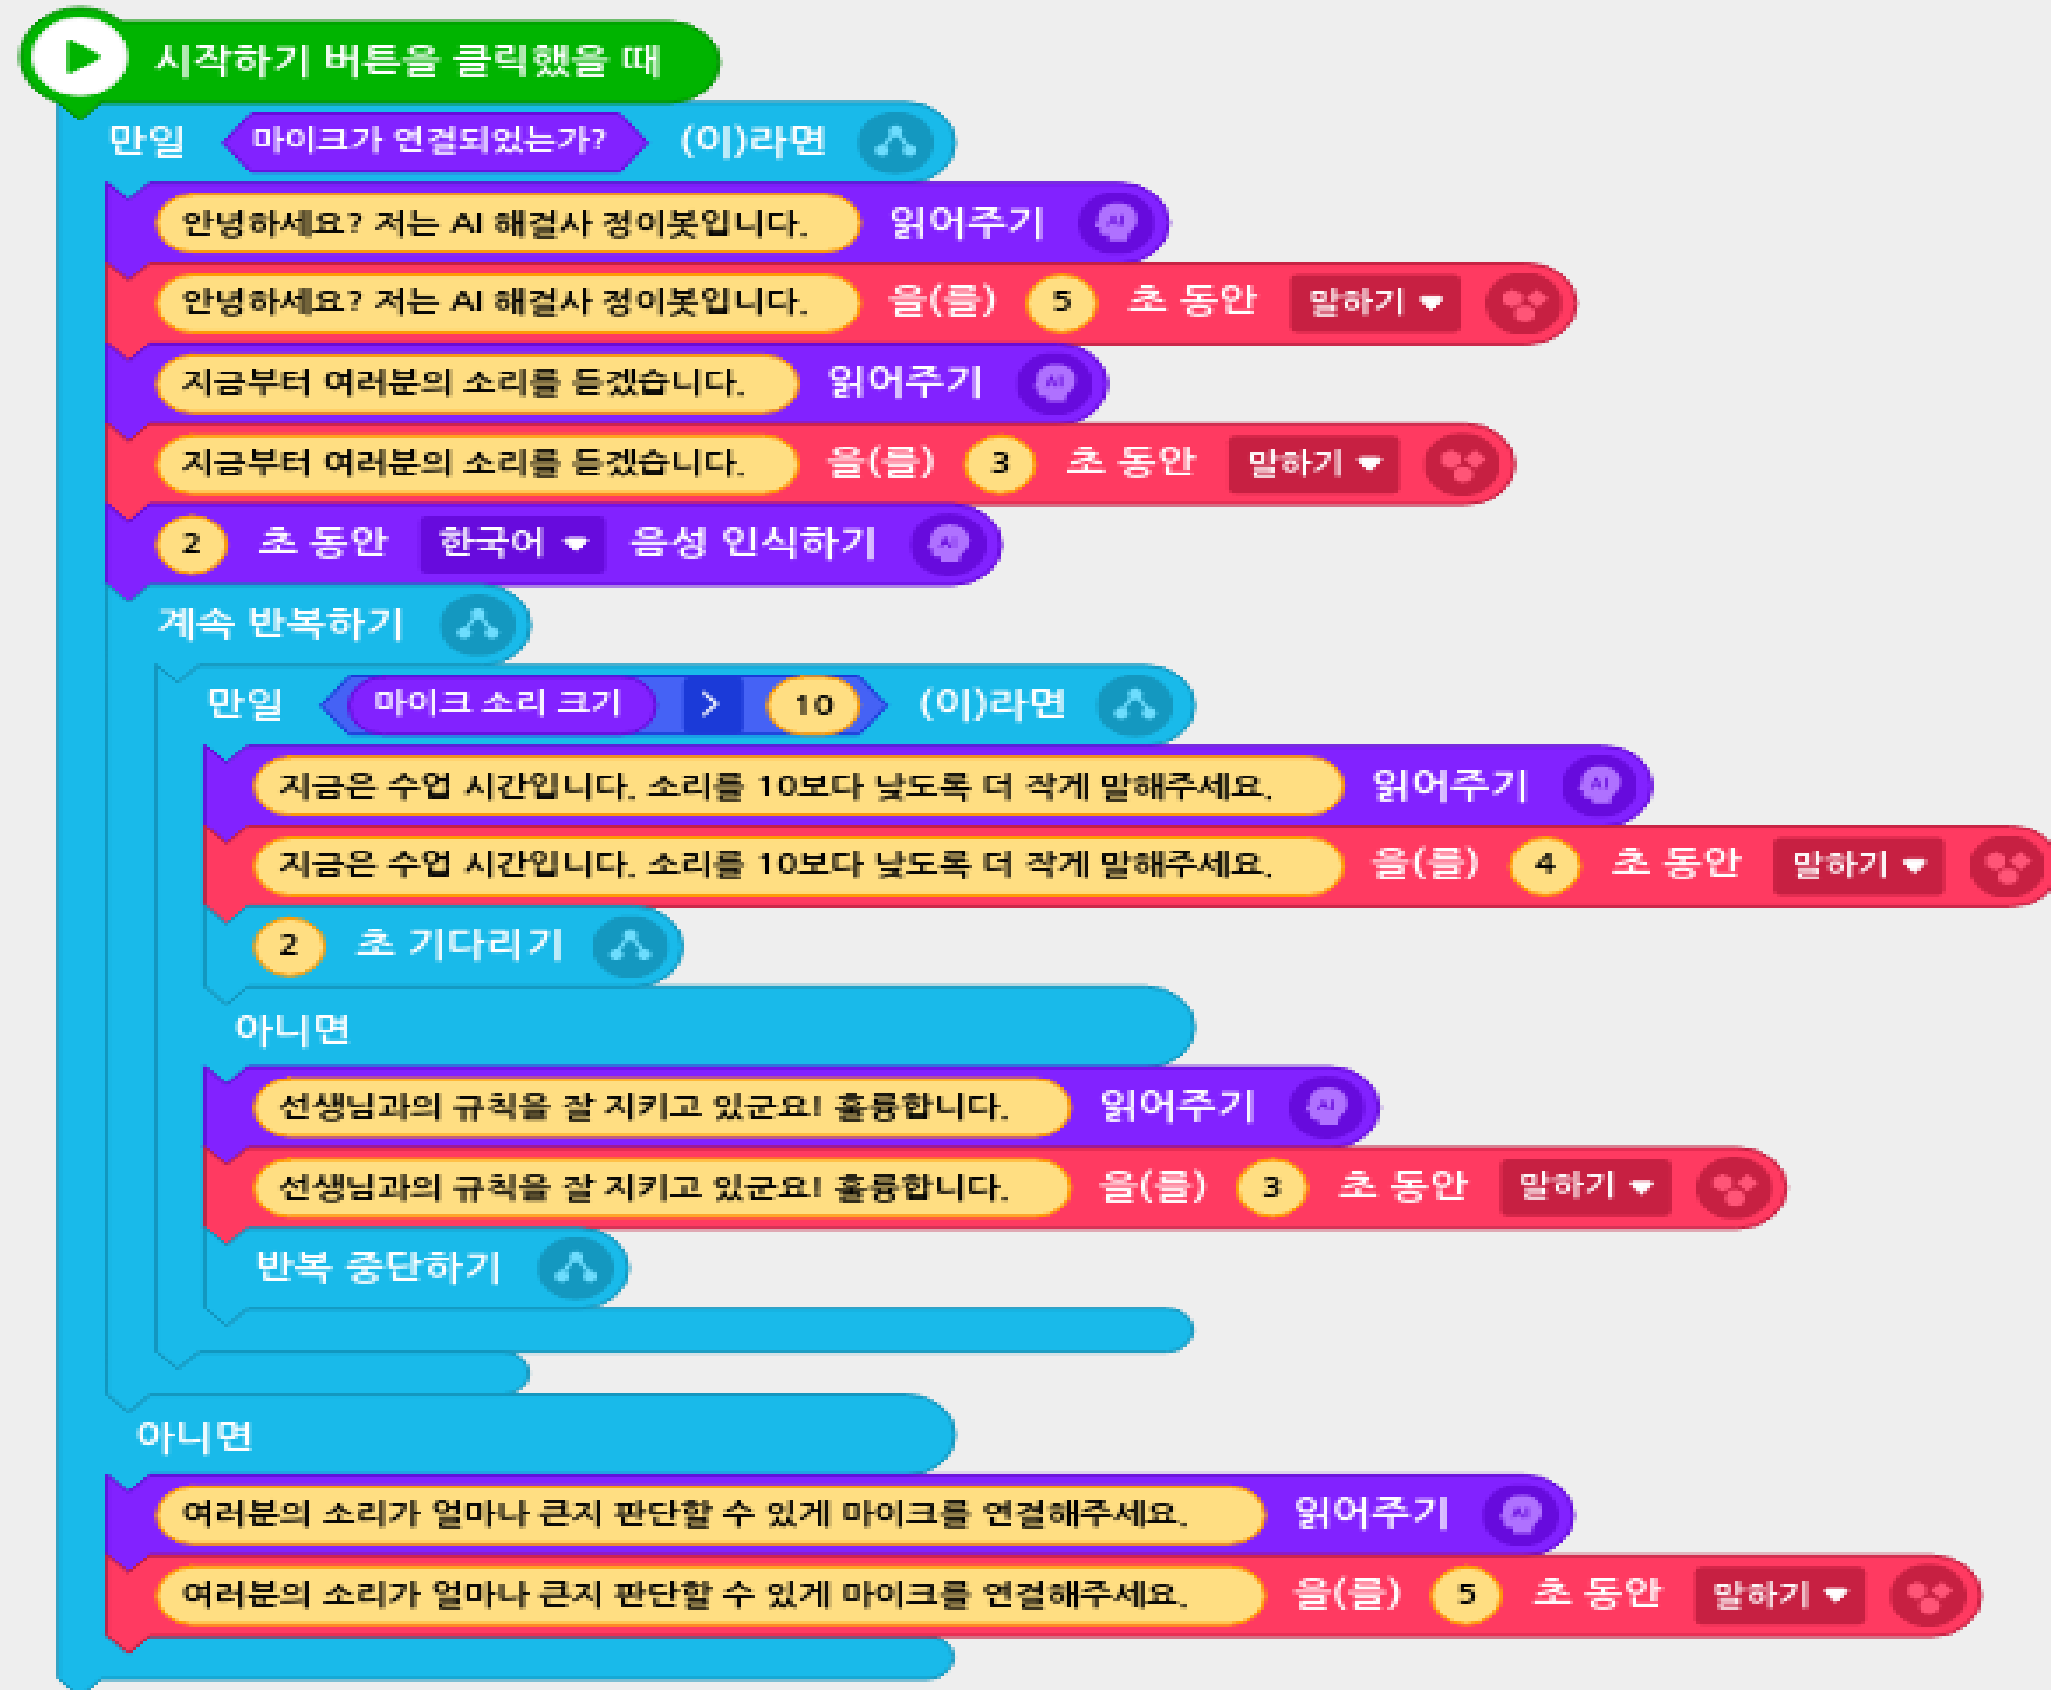 시작하기 버튼을 클릭했을 때
만일 마이크가 연결되었는가? (이)라면
안녕하세요? 저는 AI 해결사 정이봇입니다. 읽어주기
안녕하세요? 저는 AI 해결사 정이봇입니다. 을(를) 5 초 동안 말하기
지금부터 여러분의 소리를 듣겠습니다. 읽어주기
지금부터 여러분의 소리를 듣겠습니다. 을(를) 3 초 동안 말하기
2 초 동안 한국어 음성 인식하기
계속 반복하기
만일 마이크 소리 크기 > 10 (이)라면
지금은 수업 시간입니다. 소리를 10보다 낮도록 더 작게 말해주세요. 읽어주기
지금은 수업 시간입니다. 소리를 10보다 낮도록 더 작게 말해주세요. 을(를) 4 초 동안 말하기
2 초 기다리기
아니면
선생님과의 규칙을 잘 지키고 있군요! 훌륭합니다. 읽어주기
선생님과의 규칙을 잘 지키고 있군요! 훌륭합니다. 을(를) 3 초 동안 말하기
반복 중단하기
아니면
여러분의 소리가 얼마나 큰지 판단할 수 있게 마이크를 연결해주세요. 읽어주기
여러분의 소리가 얼마나 큰지 판단할 수 있게 마이크를 연결해주세요. 을(를) 5 초 동안 말하기